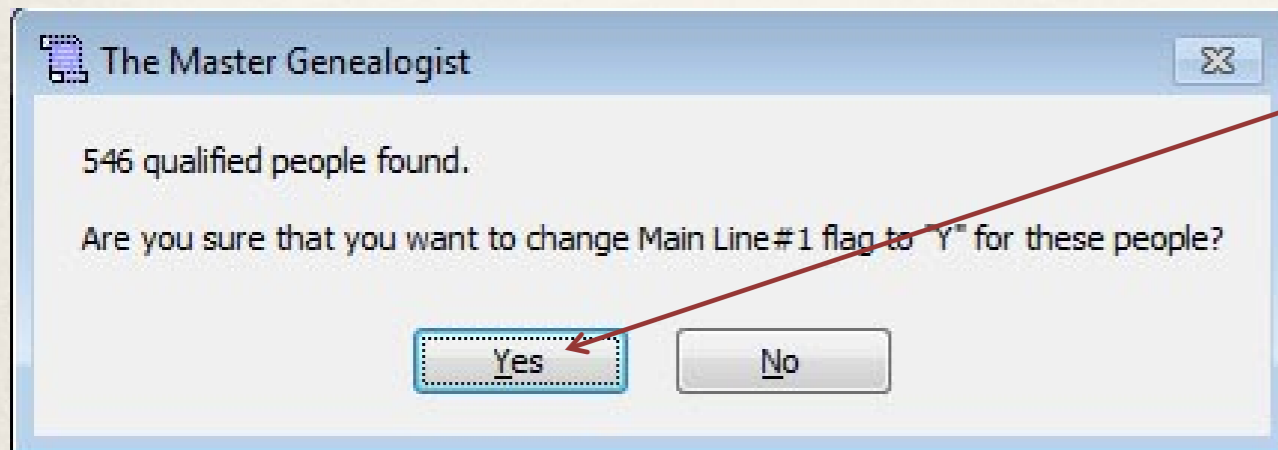 The Master Genealogist
546 qualified people found.
Are you sure that you want to change Main Line#1 flag to "Y" for these people?
Yes
No